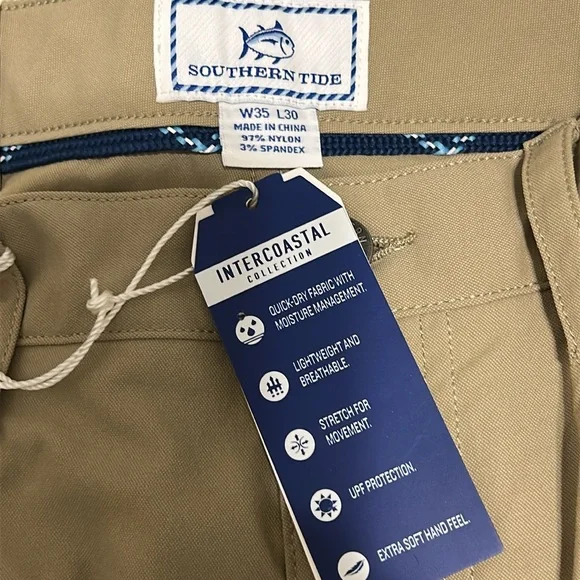 SOUTHERN TIDE
W35 L30
MADE IN CHINA
97% NYLON
3% SPANDEX
INTERCOASTAL
COLLECTION
QUICK-DRY FABRIC WITH
MOISTURE MANAGEMENT.
LIGHTWEIGHT AND
BREATHABLE.
STRETCH FOR
MOVEMENT.
UPF PROTECTION.
EXTRA SOFT HAND FEEL.